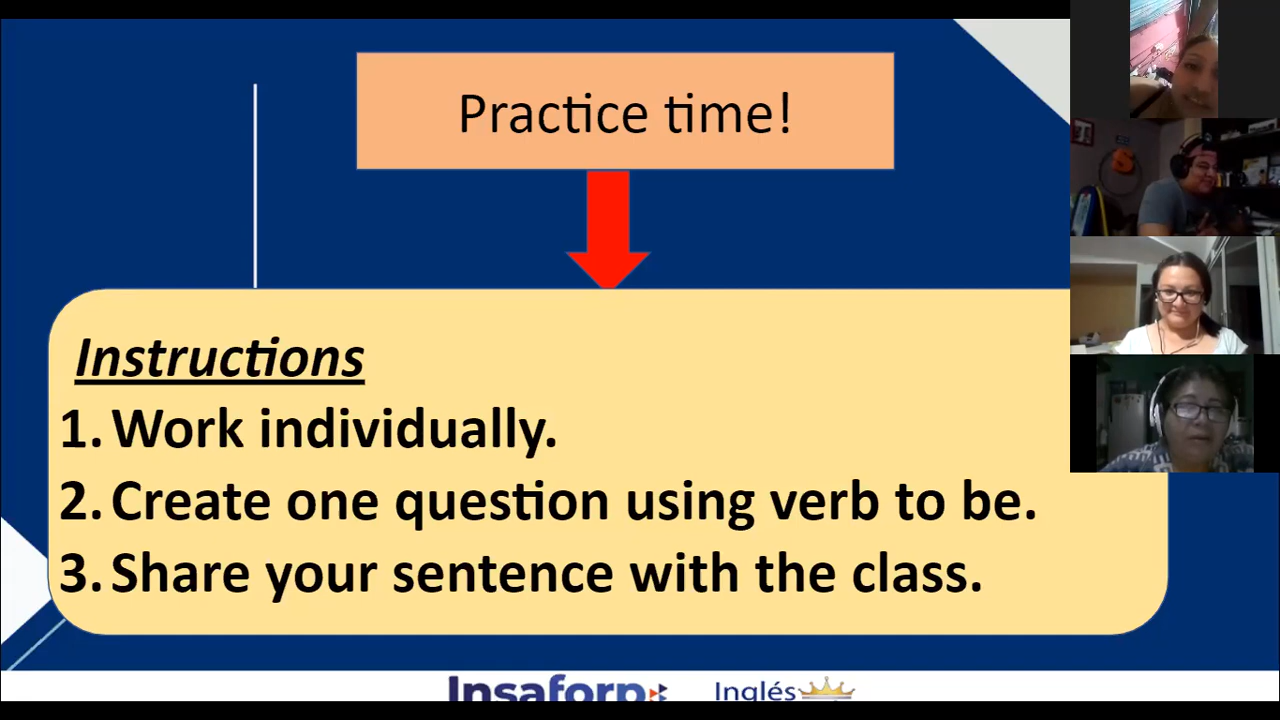 Practice time!
Instructions
1. Work individually.
2. Create one question using verb to be.
3. Share your sentence with the class.
Insaforp
Inglés